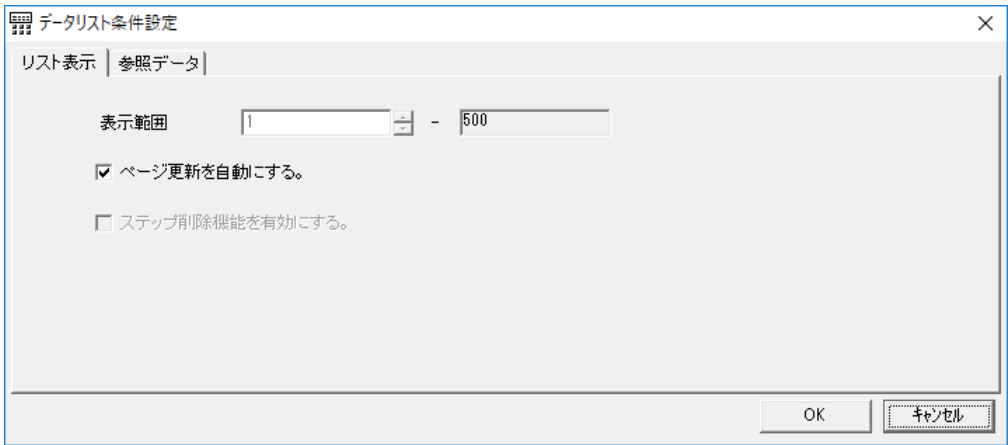 データリスト条件設定
リスト表示 参照データ
表示範囲 1 - 500
ページ更新を自動にする。
ステップ削除機能を有効にする。
OK キャンセル